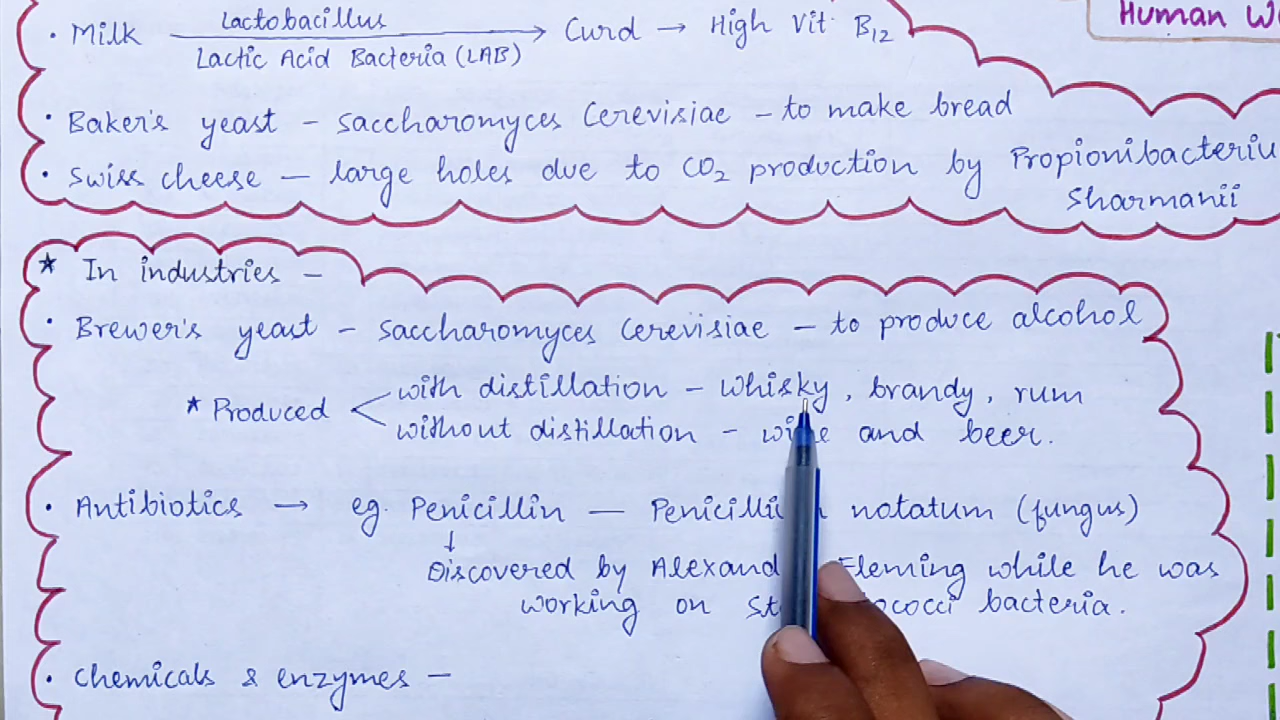 Human W
· Milk Lactobacillus → Curd → High Vit. B12
Lactic Acid Bacteria (LAB)
· Baker's yeast - saccharomyces Cerevisiae - to make bread
· Swiss cheese - large holes due to CO2 production by Propionibacteriu
Sharmanii
★ In industries -
· Brewer's yeast - saccharomyces Cerevisiae - to produce alcohol
★ Produced
with distillation - whisky, brandy, rum
without distillation - and beer.
· Antibiotics → eg. Penicillin - notatum (fungus)
↓
Discovered by Fleming while he was
working on bacteria.
· Chemicals & enzymes -